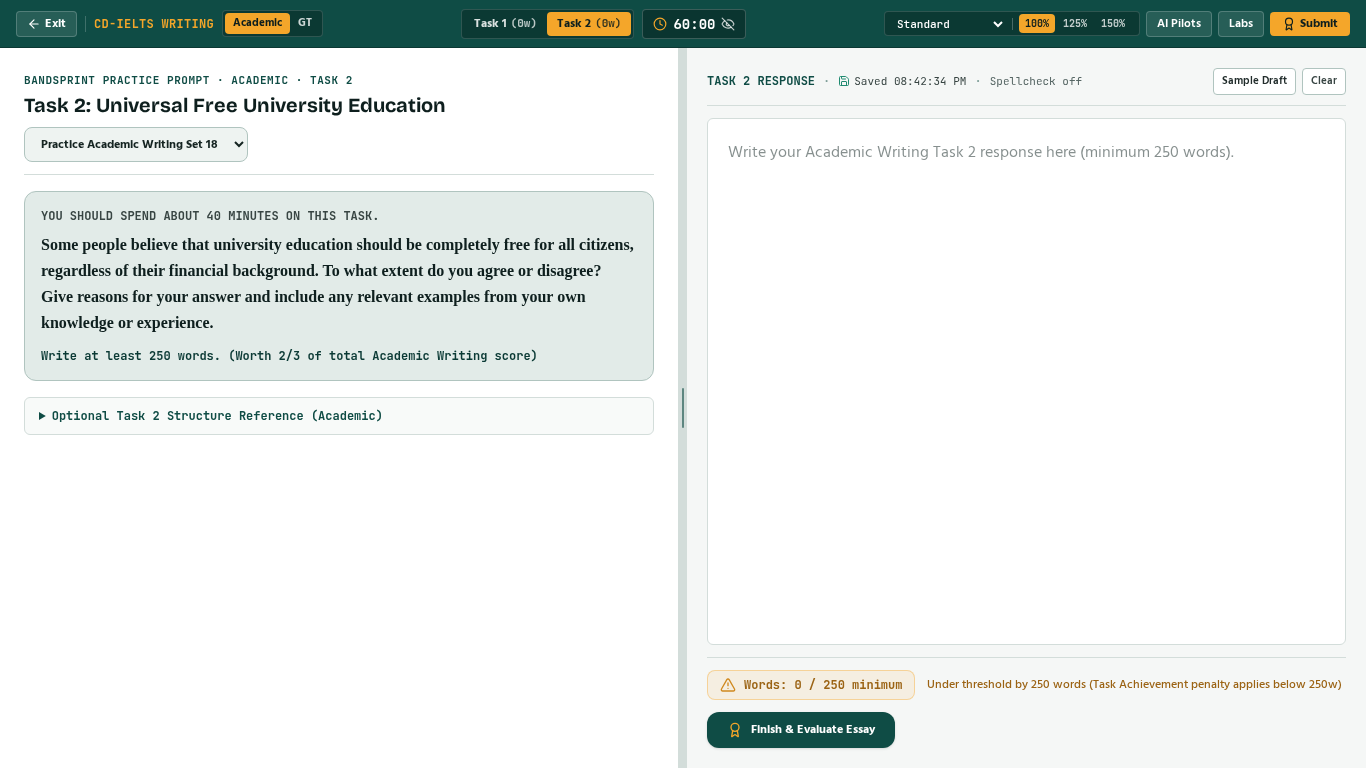 Exit
CD-IELTS WRITING
Academic
GT
Task 1 (0w)
Task 2 (0w)
60:00
Standard
100%
125%
150%
AI Pilots
Labs
Submit
BANDSPRINT PRACTICE PROMPT · ACADEMIC · TASK 2
Task 2: Universal Free University Education
Practice Academic Writing Set 18
YOU SHOULD SPEND ABOUT 40 MINUTES ON THIS TASK.
Some people believe that university education should be completely free for all citizens,
regardless of their financial background. To what extent do you agree or disagree?
Give reasons for your answer and include any relevant examples from your own
knowledge or experience.
Write at least 250 words. (Worth 2/3 of total Academic Writing score)
Optional Task 2 Structure Reference (Academic)
TASK 2 RESPONSE · Saved 08:42:34 PM · Spellcheck off
Sample Draft
Clear
Write your Academic Writing Task 2 response here (minimum 250 words).
Words: 0 / 250 minimum
Under threshold by 250 words (Task Achievement penalty applies below 250w)
Finish & Evaluate Essay